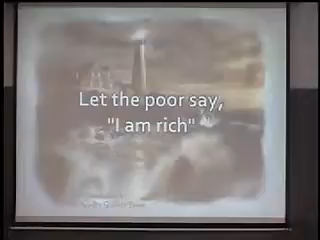 Let the poor say,
"I am rich"